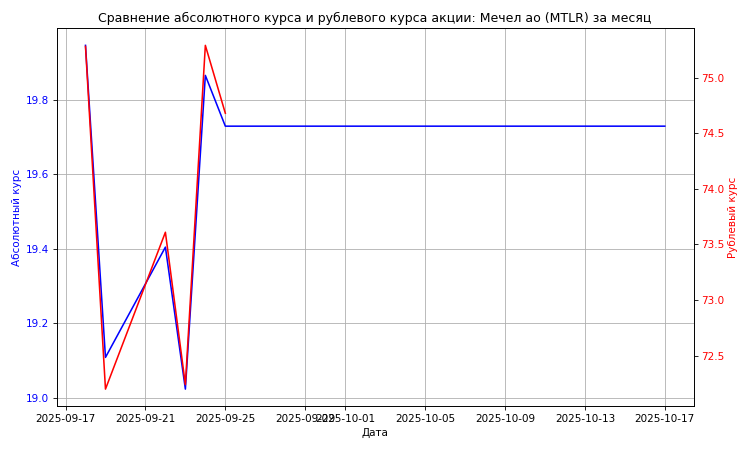 Сравнение абсолютного курса и рублевого курса акции: Мечел ао (MTLR) за месяц
19.8
19.6
19.4
19.2
19.0
Абсолютный курс
75.0
74.5
74.0
73.5
73.0
72.5
Рублевый курс
2025-09-17 2025-09-21 2025-09-25 2025-09-29 2025-10-01 2025-10-05 2025-10-09 2025-10-13 2025-10-17
Дата